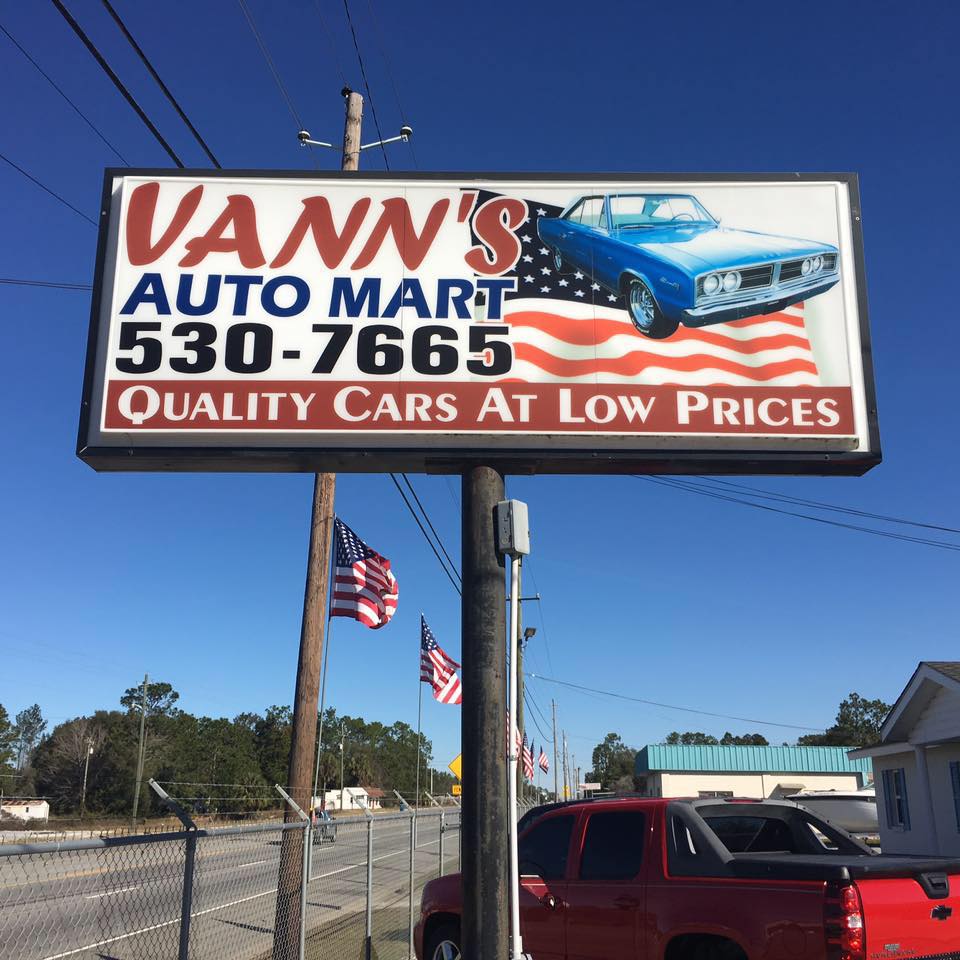 VANN'S
AUTO MART
530-7665
QUALITY CARS AT LOW PRICES